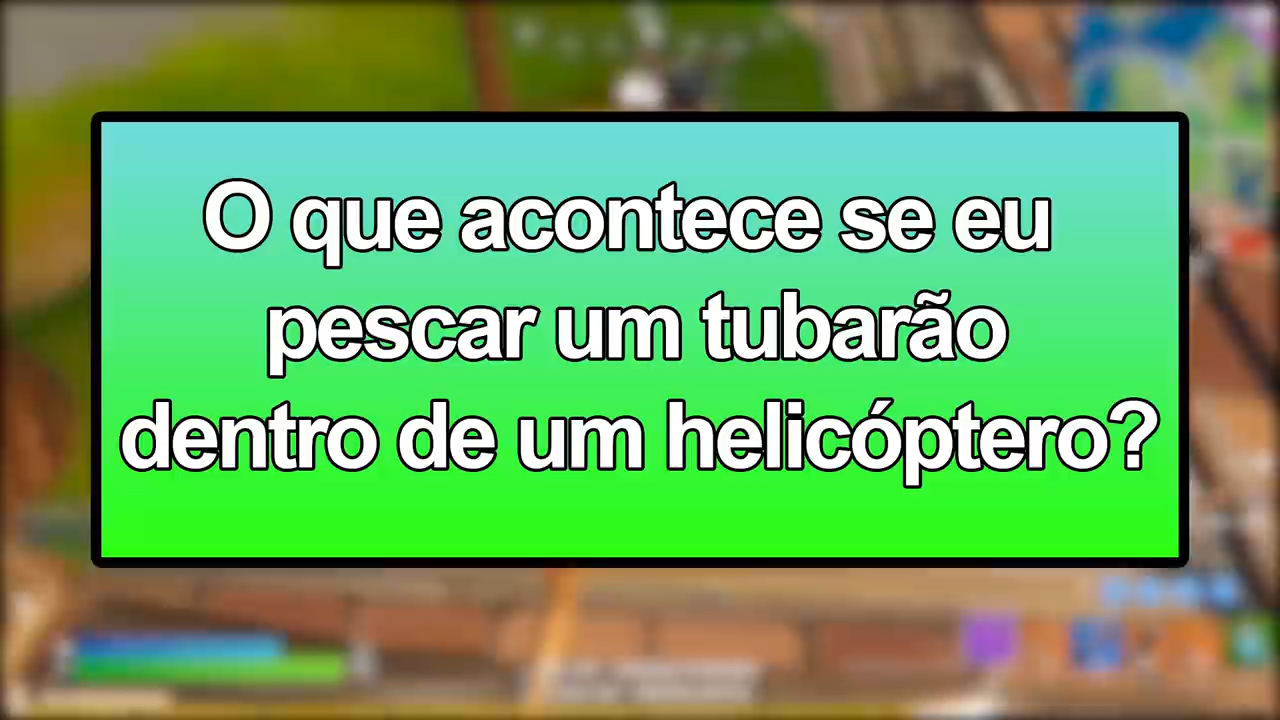 O que acontece se eu
pescar um tubarão
dentro de um helicóptero?